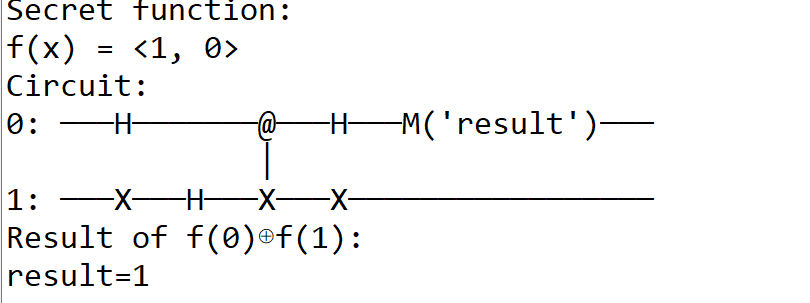 Secret function:
f(x) = <1, 0>
Circuit:
0: ───H───────@───H───M('result')───
              │
1: ───X───H───X───X─────────────────
Result of f(0)⊕f(1):
result=1